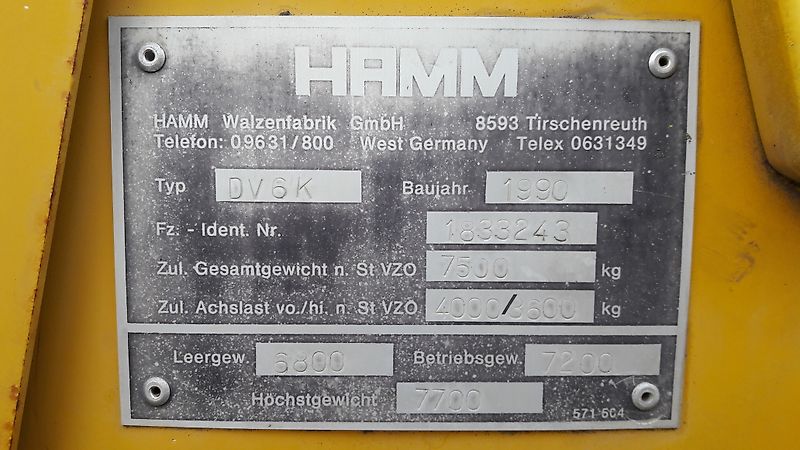 HAMM
HAMM Walzenfabrik GmbH 8593 Tirschenreuth
Telefon: 09631/800 West Germany Telex 0631349
Typ DV6K Baujahr 1990
Fz. - Ident. Nr. 1833243
Zul. Gesamtgewicht n. St VZO 7500 kg
Zul. Achslast vo./hi. n. St VZO 4000/3600 kg
Leergew. 6800 Betriebsgew. 7200
Höchstgewicht 7700
571 504